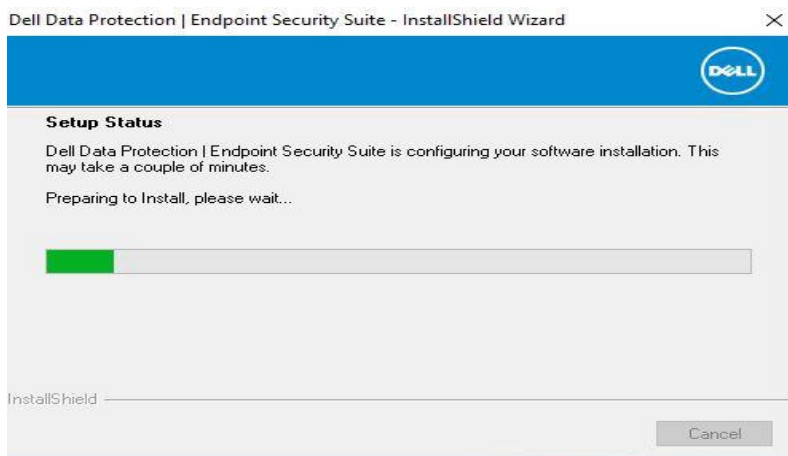 Dell Data Protection | Endpoint Security Suite - InstallShield Wizard
DELL
Setup Status
Dell Data Protection | Endpoint Security Suite is configuring your software installation. This
may take a couple of minutes.
Preparing to Install, please wait...
InstallShield
Cancel